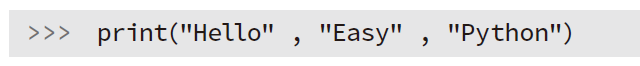 >>> print("Hello" , "Easy" , "Python")